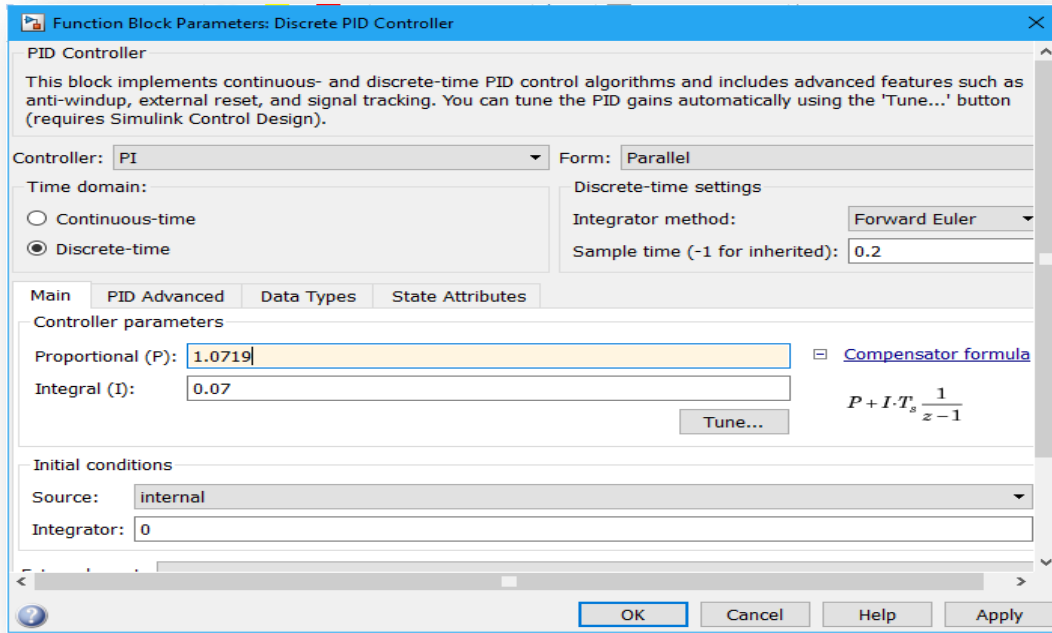 Function Block Parameters: Discrete PID Controller
PID Controller
This block implements continuous- and discrete-time PID control algorithms and includes advanced features such as
anti-windup, external reset, and signal tracking. You can tune the PID gains automatically using the 'Tune...' button
(requires Simulink Control Design).
Controller: PI Form: Parallel
Time domain:
Continuous-time
Discrete-time
Discrete-time settings
Integrator method: Forward Euler
Sample time (-1 for inherited): 0.2
Main PID Advanced Data Types State Attributes
Controller parameters
Proportional (P): 1.0719
Integral (I): 0.07
Tune...
Compensator formula
P + I·T_s 1/(z−1)
Initial conditions
Source: internal
Integrator: 0
OK Cancel Help Apply